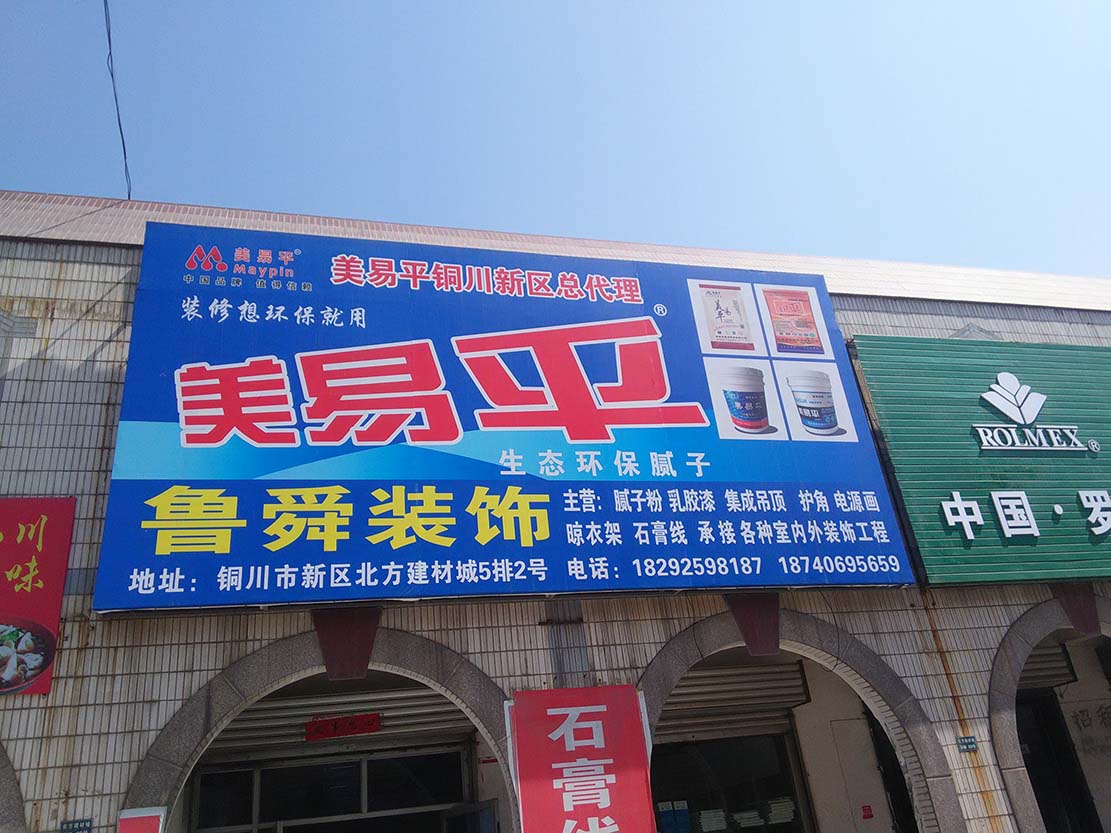 美易平®
Maypin
中国品牌 值得信赖
美易平铜川新区总代理
装修想环保就用
美易平®
生态环保腻子
鲁舜装饰
主营：腻子粉 乳胶漆 集成吊顶 护角 电源画
晾衣架 石膏线 承接各种室内外装饰工程
地址：铜川市新区北方建材城5排2号 电话：18292598187 18740695659
ROLMEX®
中国·罗
川
味
石膏线